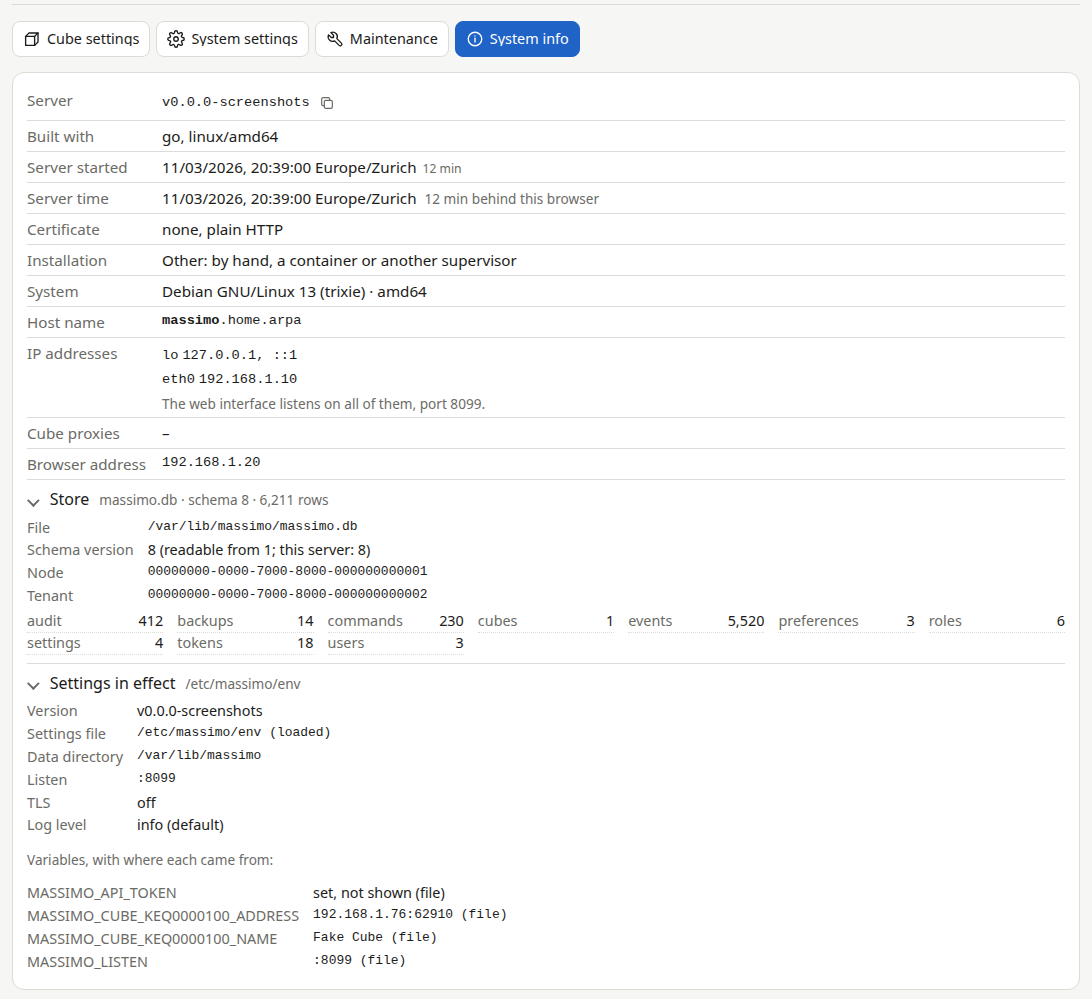 Cube settings System settings Maintenance System info
Server v0.0.0-screenshots
Built with go, linux/amd64
Server started 11/03/2026, 20:39:00 Europe/Zurich 12 min
Server time 11/03/2026, 20:39:00 Europe/Zurich 12 min behind this browser
Certificate none, plain HTTP
Installation Other: by hand, a container or another supervisor
System Debian GNU/Linux 13 (trixie) · amd64
Host name massimo.home.arpa
IP addresses lo 127.0.0.1, ::1
eth0 192.168.1.10
The web interface listens on all of them, port 8099.
Cube proxies –
Browser address 192.168.1.20
Store massimo.db · schema 8 · 6,211 rows
File /var/lib/massimo/massimo.db
Schema version 8 (readable from 1; this server: 8)
Node 00000000-0000-7000-8000-000000000001
Tenant 00000000-0000-7000-8000-000000000002
audit 412 backups 14 commands 230 cubes 1 events 5,520 preferences 3 roles 6
settings 4 tokens 18 users 3
Settings in effect /etc/massimo/env
Version v0.0.0-screenshots
Settings file /etc/massimo/env (loaded)
Data directory /var/lib/massimo
Listen :8099
TLS off
Log level info (default)
Variables, with where each came from:
MASSIMO_API_TOKEN set, not shown (file)
MASSIMO_CUBE_KEQ0000100_ADDRESS 192.168.1.76:62910 (file)
MASSIMO_CUBE_KEQ0000100_NAME Fake Cube (file)
MASSIMO_LISTEN :8099 (file)